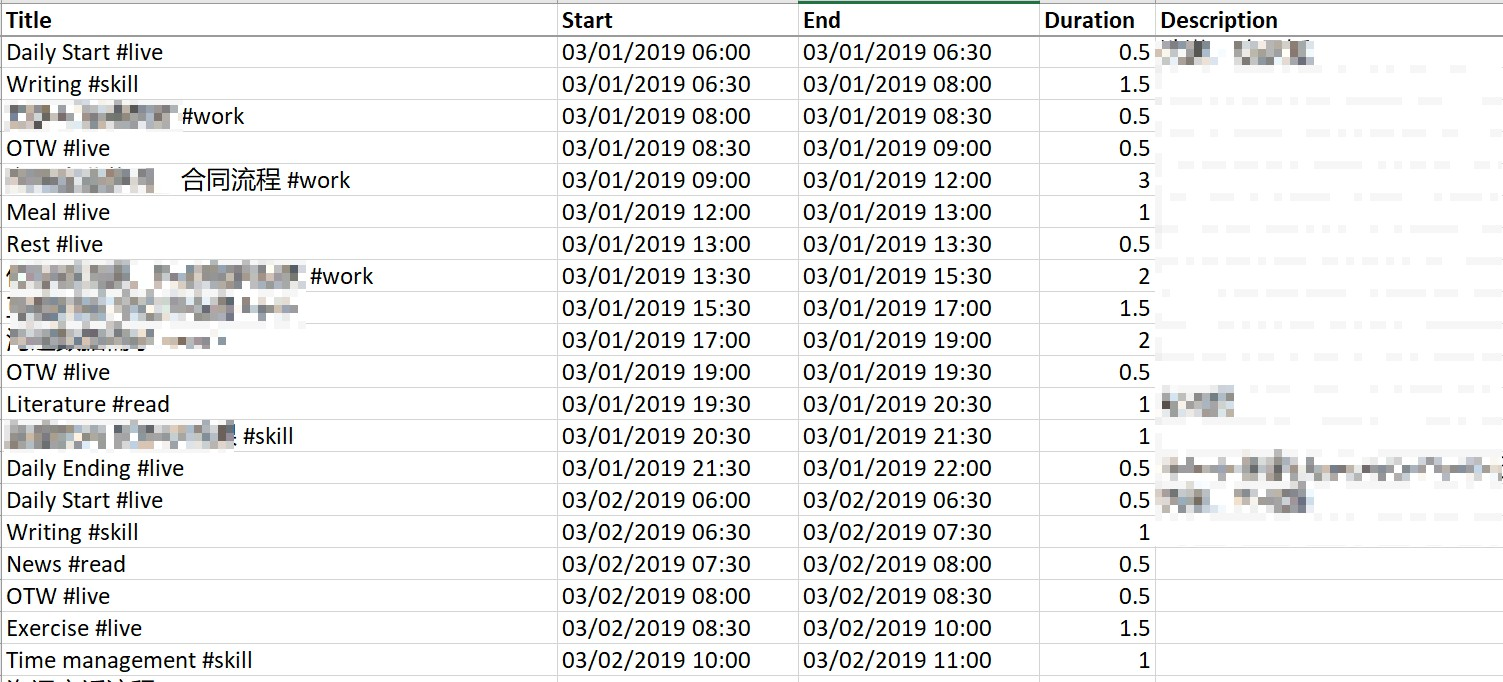 Title Start End Duration Description
Daily Start #live 03/01/2019 06:00 03/01/2019 06:30 0.5
Writing #skill 03/01/2019 06:30 03/01/2019 08:00 1.5
#work 03/01/2019 08:00 03/01/2019 08:30 0.5
OTW #live 03/01/2019 08:30 03/01/2019 09:00 0.5
合同流程 #work 03/01/2019 09:00 03/01/2019 12:00 3
Meal #live 03/01/2019 12:00 03/01/2019 13:00 1
Rest #live 03/01/2019 13:00 03/01/2019 13:30 0.5
#work 03/01/2019 13:30 03/01/2019 15:30 2
03/01/2019 15:30 03/01/2019 17:00 1.5
03/01/2019 17:00 03/01/2019 19:00 2
OTW #live 03/01/2019 19:00 03/01/2019 19:30 0.5
Literature #read 03/01/2019 19:30 03/01/2019 20:30 1
#skill 03/01/2019 20:30 03/01/2019 21:30 1
Daily Ending #live 03/01/2019 21:30 03/01/2019 22:00 0.5
Daily Start #live 03/02/2019 06:00 03/02/2019 06:30 0.5
Writing #skill 03/02/2019 06:30 03/02/2019 07:30 1
News #read 03/02/2019 07:30 03/02/2019 08:00 0.5
OTW #live 03/02/2019 08:00 03/02/2019 08:30 0.5
Exercise #live 03/02/2019 08:30 03/02/2019 10:00 1.5
Time management #skill 03/02/2019 10:00 03/02/2019 11:00 1